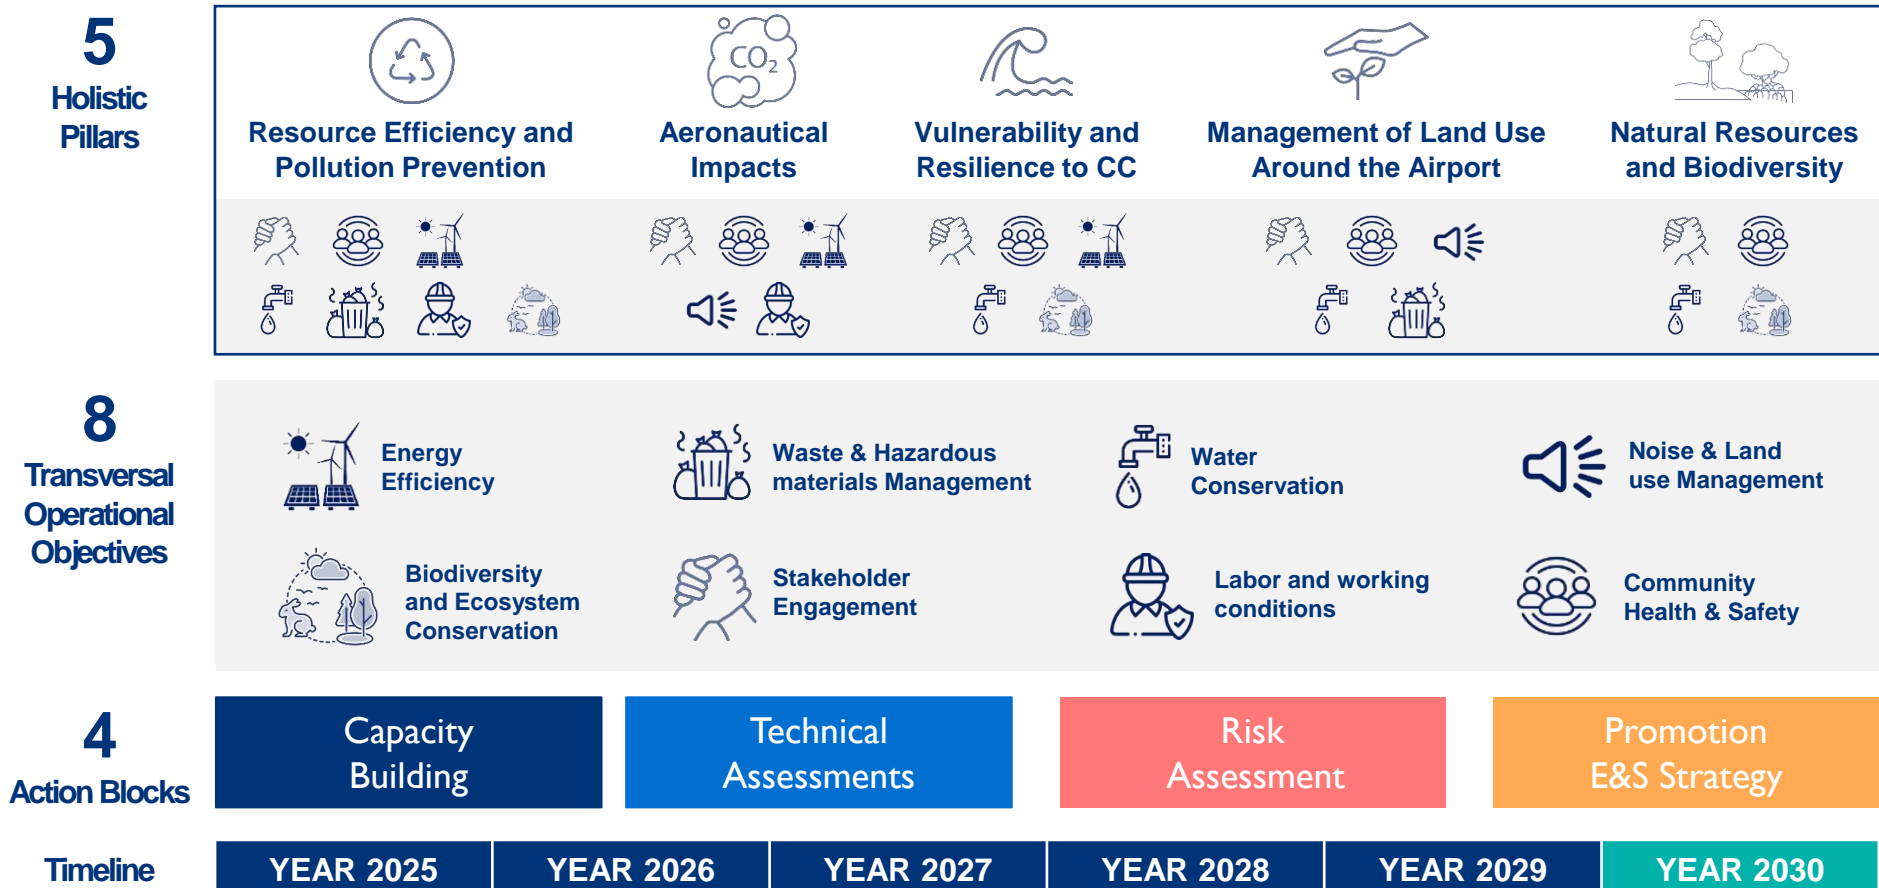 5
Holistic
Pillars
CO2
Resource Efficiency and
Pollution Prevention
Aeronautical
Impacts
Vulnerability and
Resilience to CC
Management of Land Use
Around the Airport
Natural Resources
and Biodiversity
8
Transversal
Operational
Objectives
Energy
Efficiency
Waste & Hazardous
materials Management
Water
Conservation
Noise & Land
use Management
Biodiversity
and Ecosystem
Conservation
Stakeholder
Engagement
Labor and working
conditions
Community
Health & Safety
4
Action Blocks
Capacity
Building
Technical
Assessments
Risk
Assessment
Promotion
E&S Strategy
Timeline
YEAR 2025
YEAR 2026
YEAR 2027
YEAR 2028
YEAR 2029
YEAR 2030